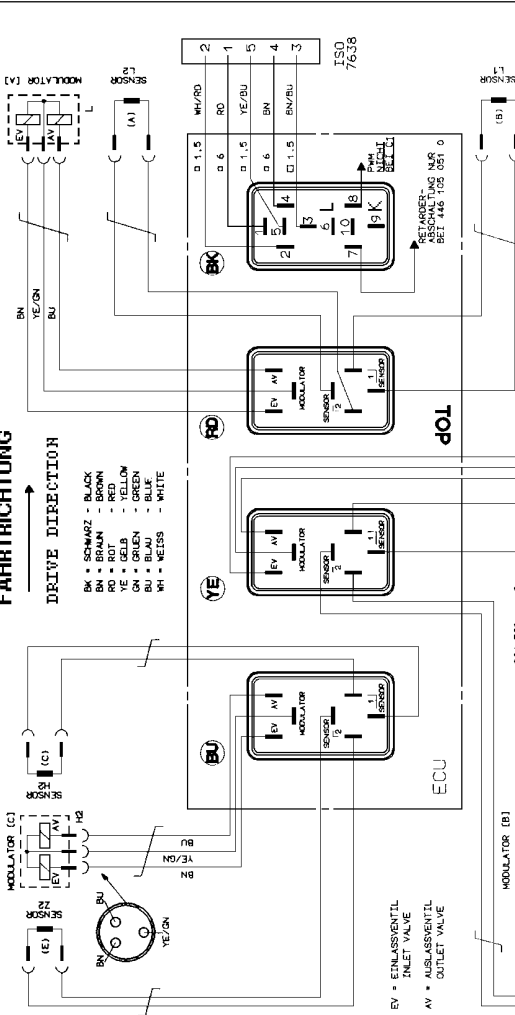 MODULATOR [A]
EV
AV
L
SENSOR
L2
(A)
2
1
5
4
3
ISO
7638
WH/RD
RD
YE/BU
BN
BN/BU
1.5
6
1.5
6
1.5
SENSOR
L1
(B)
BN
YE/GN
BU
BK
1
2
3
4
5
6
7
8
9
10
L
K
PWM
NICHT
BEI C1
RETARDER-
ABSCHALTUNG NUR
BEI 446 105 051 0
FAHRTRICHTUNG
DRIVE DIRECTION
BK = SCHWARZ - BLACK
BN = BRAUN - BROWN
RD = ROT - RED
YE = GELB - YELLOW
GN = GRUEN - GREEN
BU = BLAU - BLUE
WH = WEISS - WHITE
RD
EV
AV
MODULATOR
SENSOR
2
1
SENSOR
TOP
YE
EV
AV
MODULATOR
SENSOR
2
1
SENSOR
BU
EV
AV
MODULATOR
SENSOR
2
1
SENSOR
ECU
SENSOR
H2
(C)
MODULATOR [C]
EV
AV
H2
BU
YE/GN
BN
SENSOR
Z2
(E)
BN
BU
YE/GN
EV = EINLASSVENTIL
INLET VALVE
AV = AUSLASSVENTIL
OUTLET VALVE
MODULATOR [B]